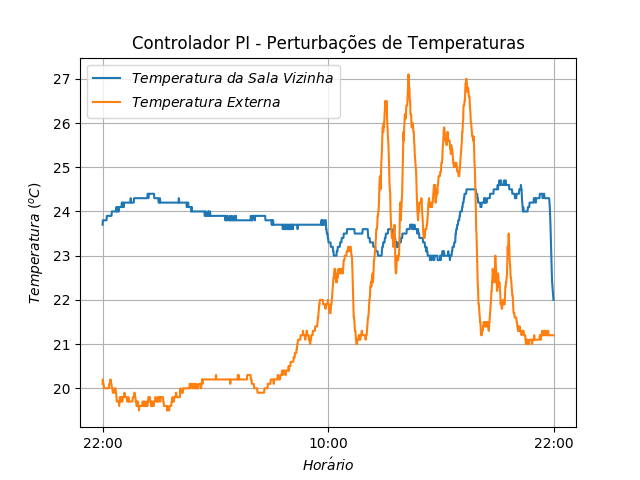 Controlador PI - Perturbações de Temperaturas
Temperatura da Sala Vizinha
Temperatura Externa
27
26
25
24
23
22
21
20
Temperatura (ºC)
22:00
10:00
22:00
Horário